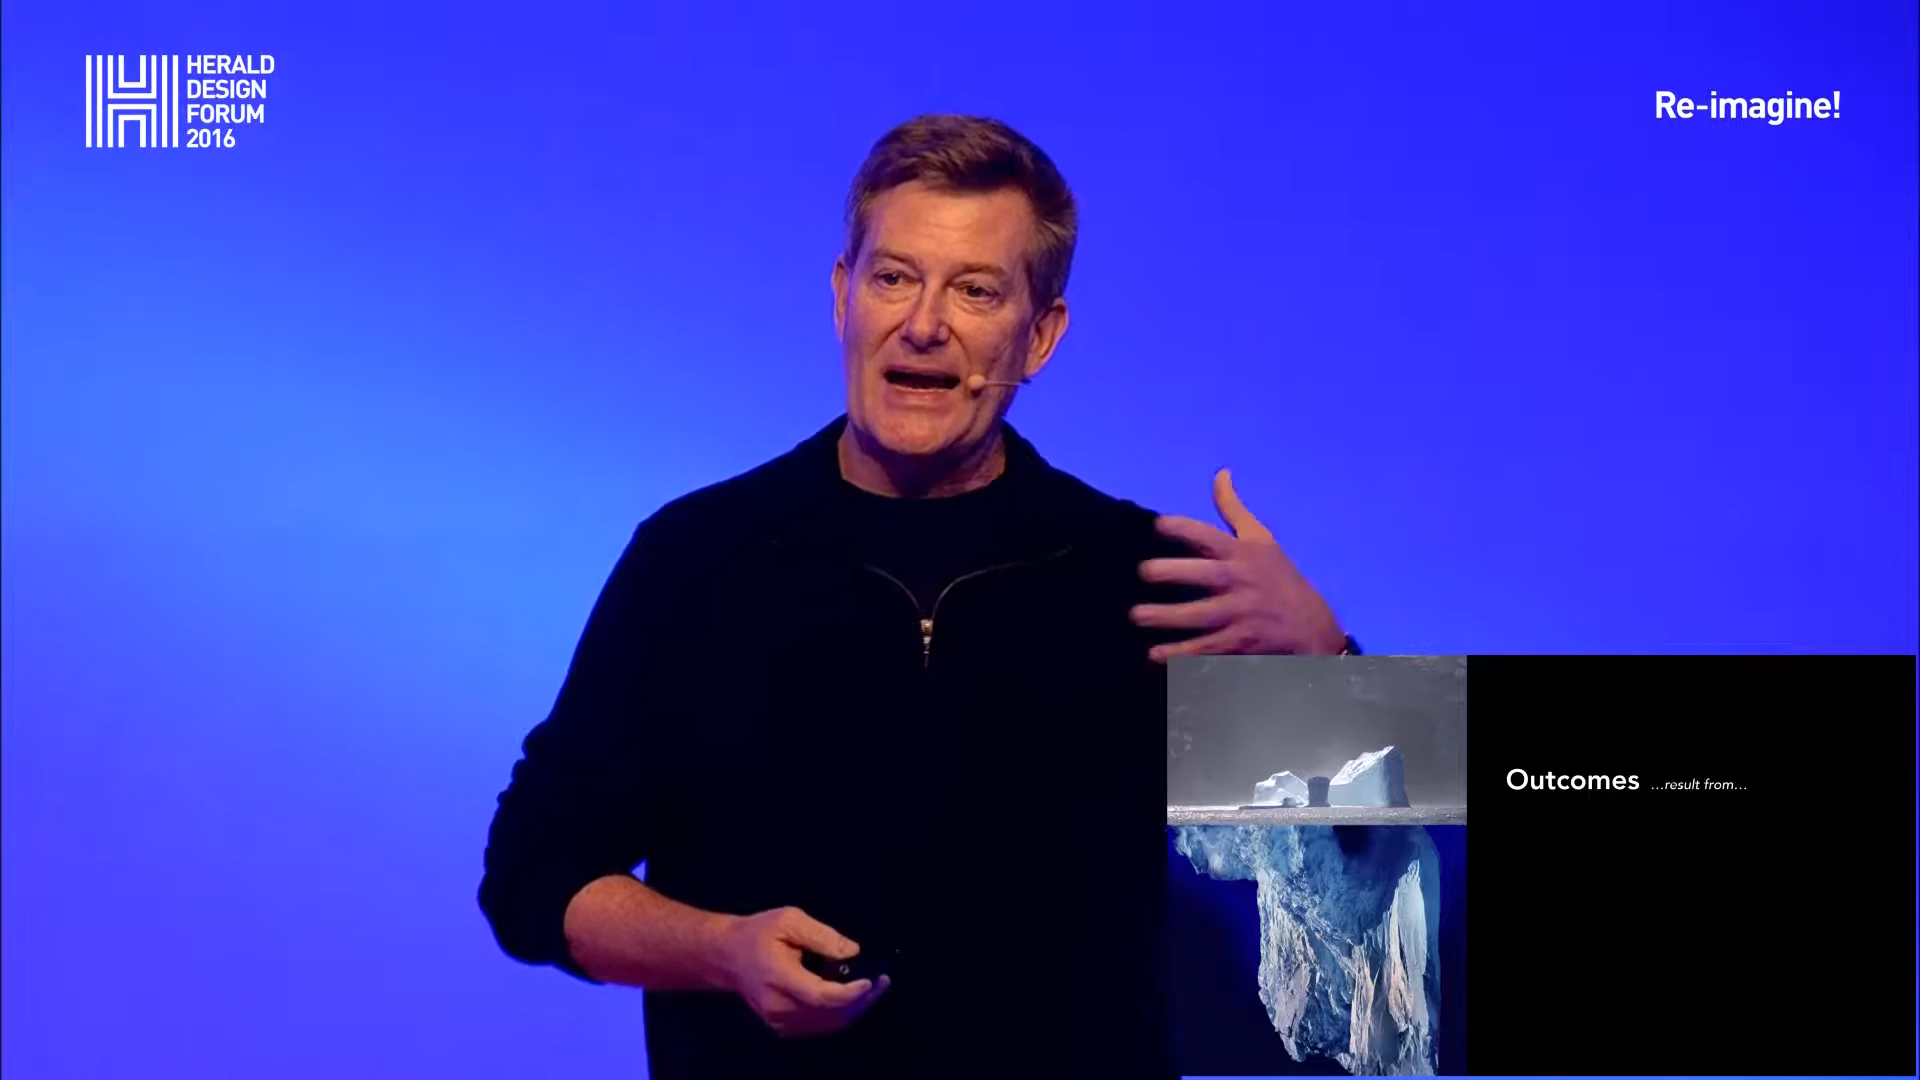 HERALD
DESIGN
FORUM
2016
Re-imagine!
Outcomes ...result from...